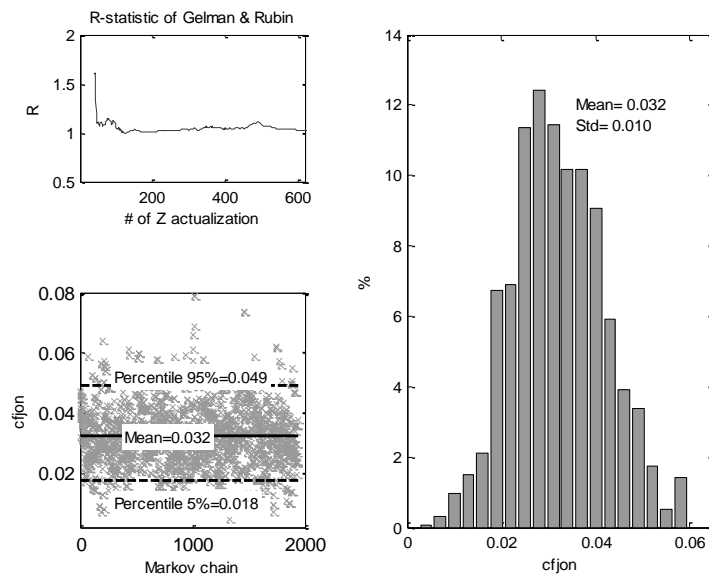 R-statistic of Gelman & Rubin
2
1.5
R
1
0.5
200
400
600
# of Z actualization
0.08
0.06
Percentile 95%=0.049
cfjon
0.04
Mean=0.032
0.02
Percentile 5%=0.018
0
1000
2000
Markov chain
14
12
Mean= 0.032
Std= 0.010
10
8
%
6
4
2
0
0
0.02
0.04
0.06
cfjon